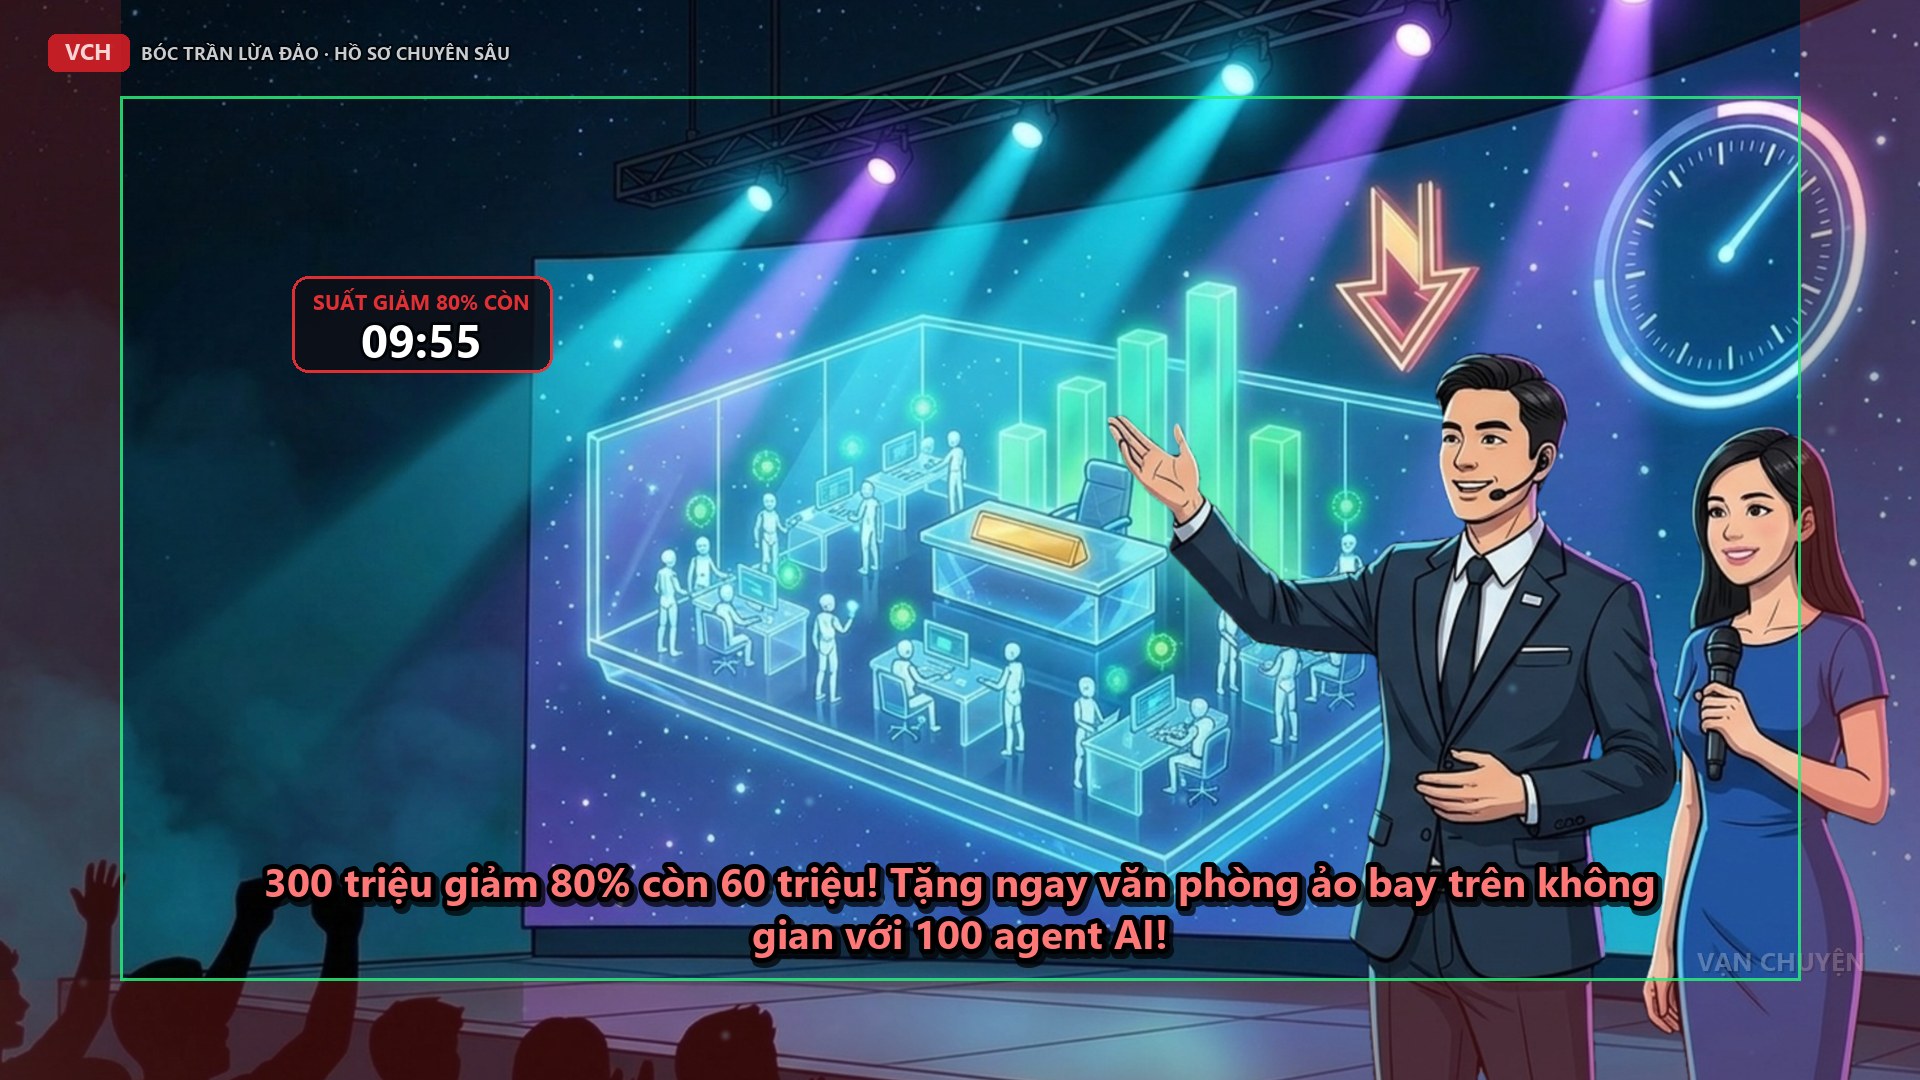 VCH BÓC TRẦN LỪA ĐẢO · HỒ SƠ CHUYÊN SÂU
SUẤT GIẢM 80% CÒN
09:55
300 triệu giảm 80% còn 60 triệu! Tặng ngay văn phòng ảo bay trên không
gian với 100 agent AI!
VẠN CHUYỆN